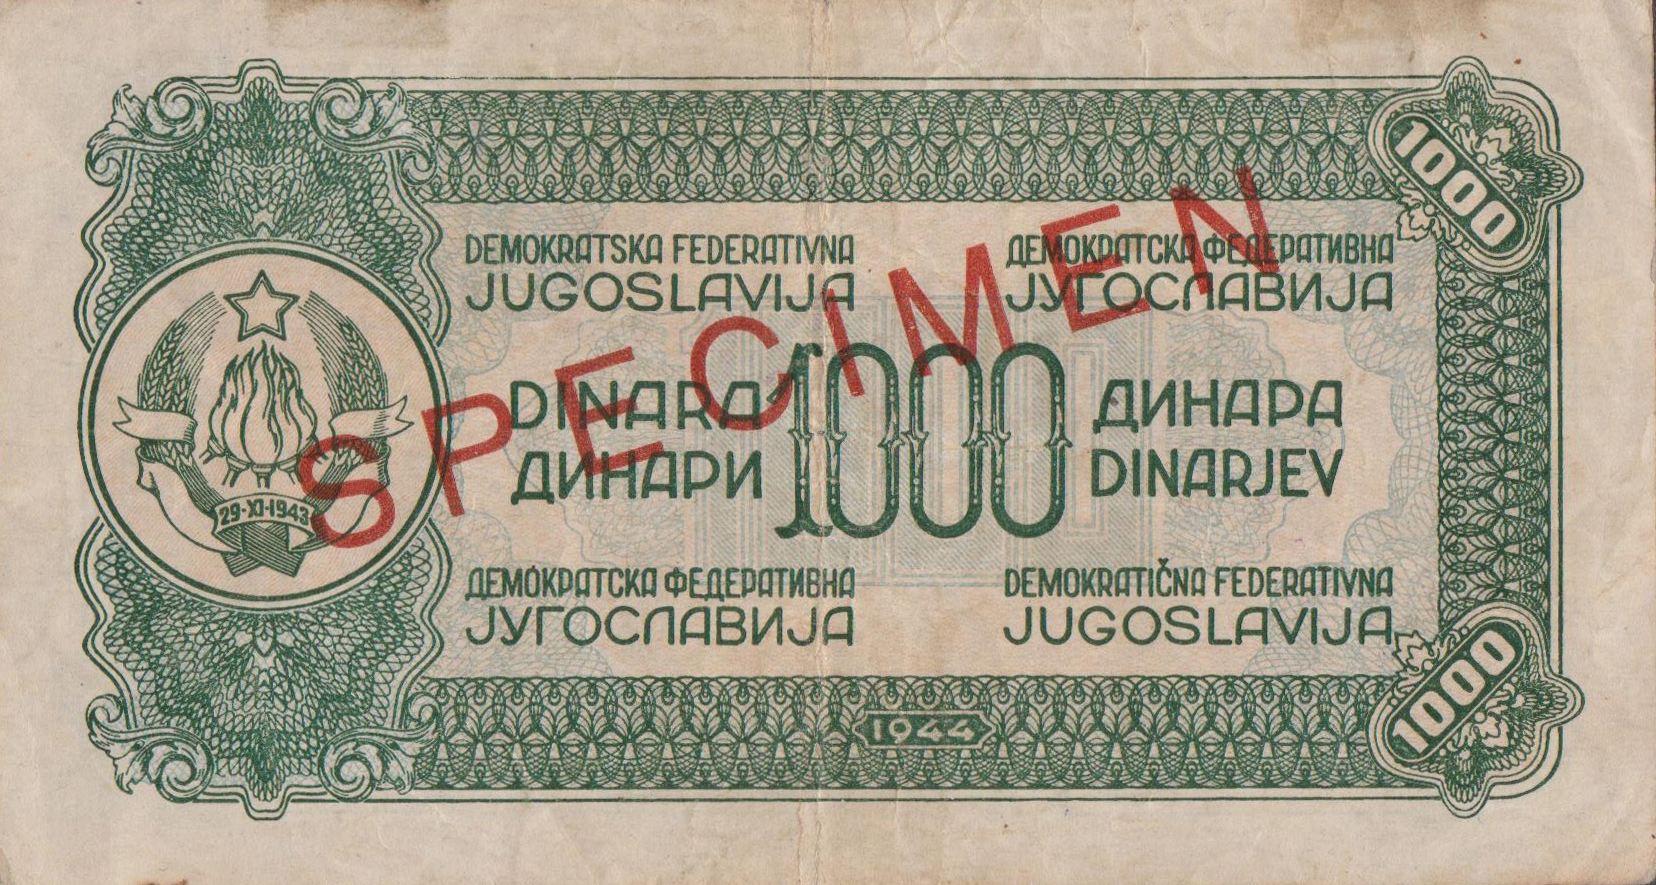 1000
DEMOKRATSKA FEDERATIVNA
JUGOSLAVIJA
ДЕМОКРАТСКА ФЕДЕРАТИВНА
ЈУГОСЛАВИЈА
SPECIMEN
DINARA 1000 ДИНАРА
ДИНАРИ DINARJEV
29·XI·1943
ДЕМОКРАТСКА ФЕДЕРАТИВНА
ЈУГОСЛАВИЈА
DEMOKRATIČNA FEDERATIVNA
JUGOSLAVIJA
1000
1944